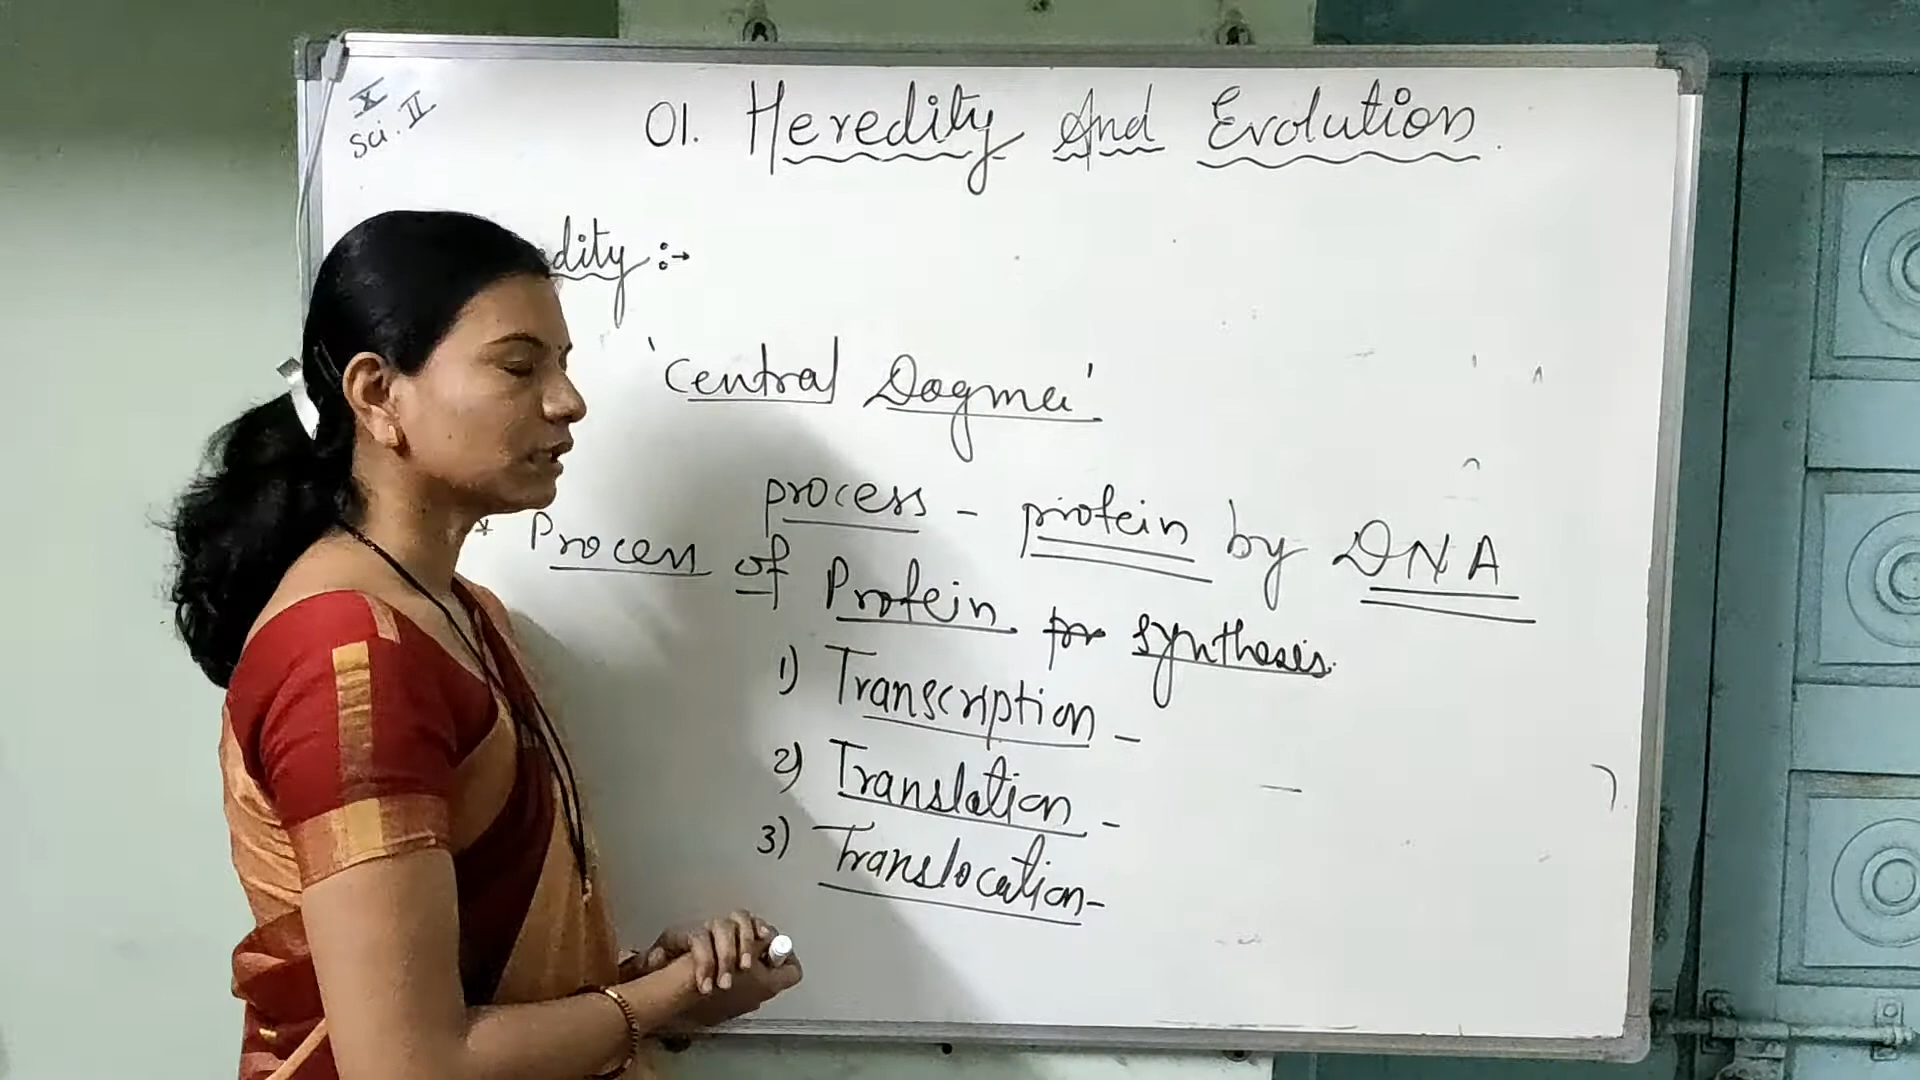 X
Sci. II
01. Heredity And Evolution.
edity :→
'Central Dogma'
process - protein by DNA
* Process of Protein for synthesis.
1) Transcription -
2) Translation -
3) Translocation-